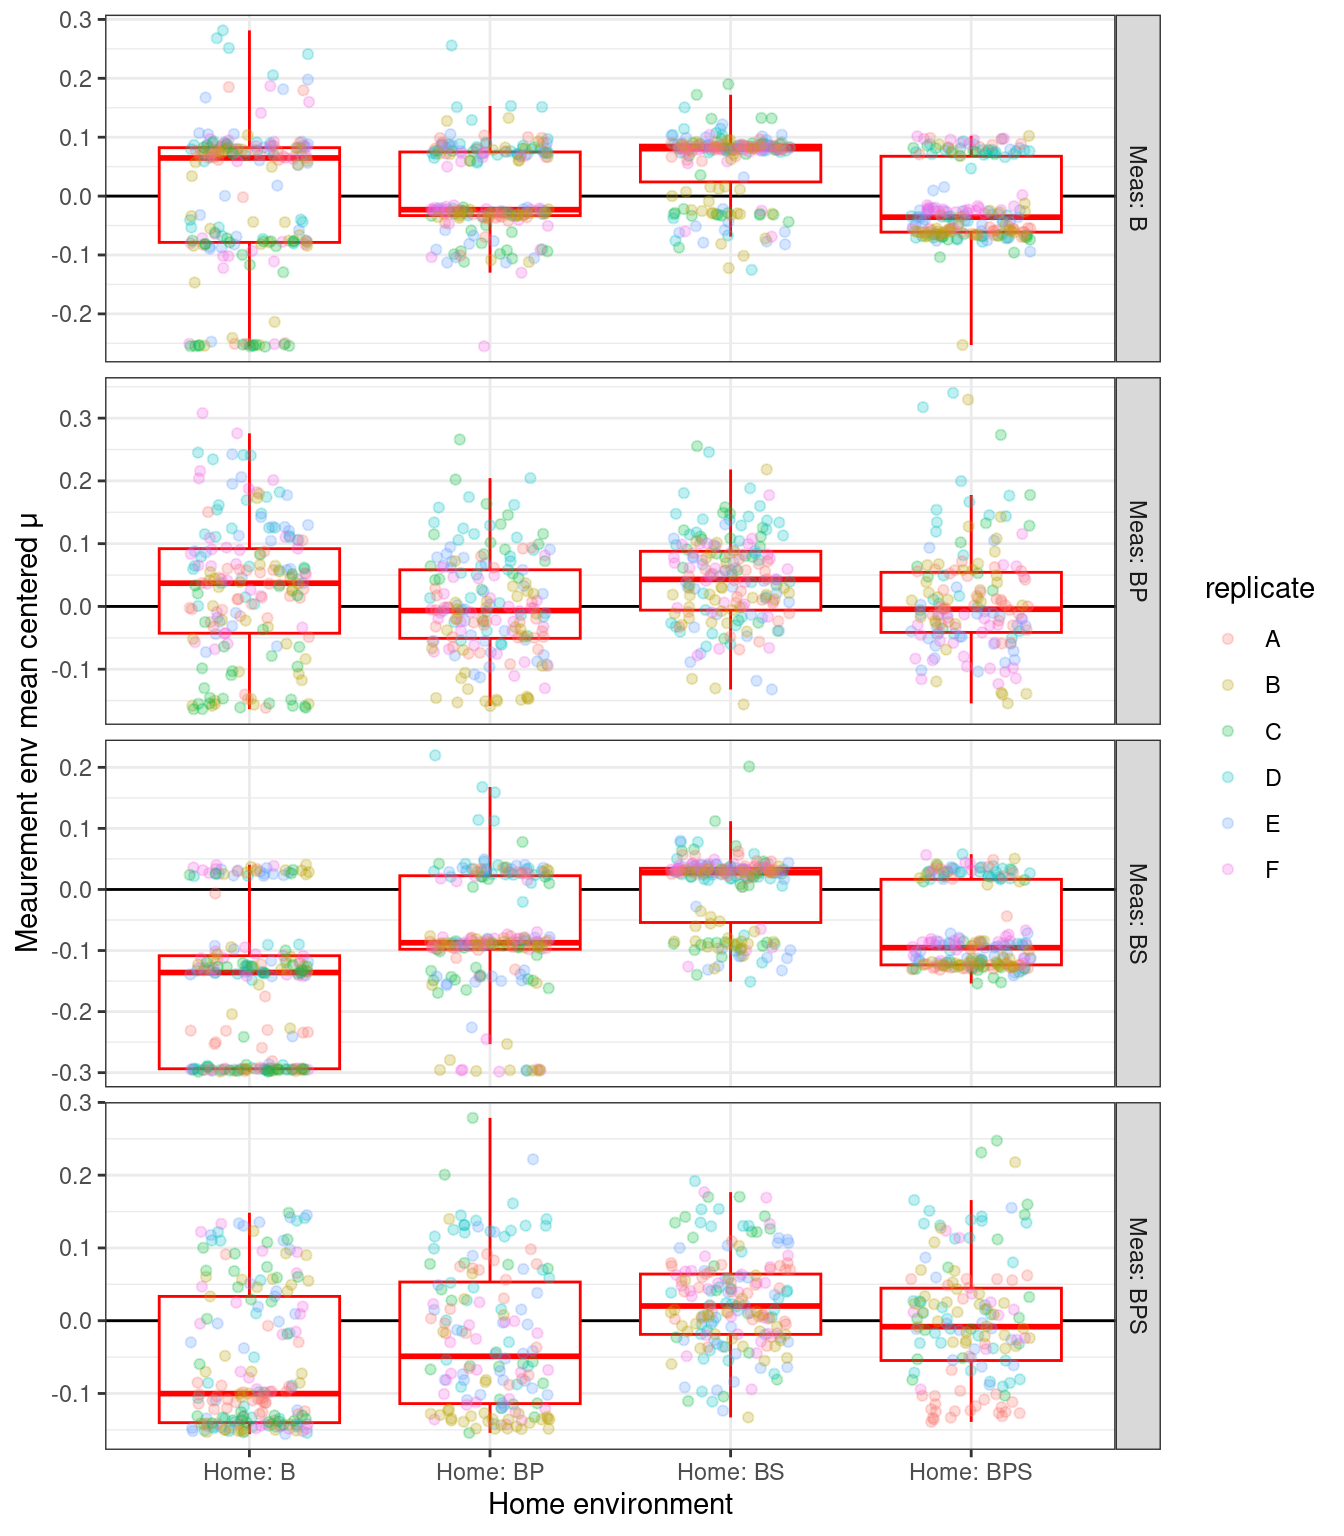 0.3
0.2
0.1
0.0
-0.1
-0.2
Meas: B
0.3
0.2
0.1
0.0
-0.1
Meas: BP
0.2
0.1
0.0
-0.1
-0.2
-0.3
Meas: BS
0.3
0.2
0.1
0.0
-0.1
Meas: BPS
Home: B
Home: BP
Home: BS
Home: BPS
Home environment
Meaurement env mean centered μ
replicate
A
B
C
D
E
F